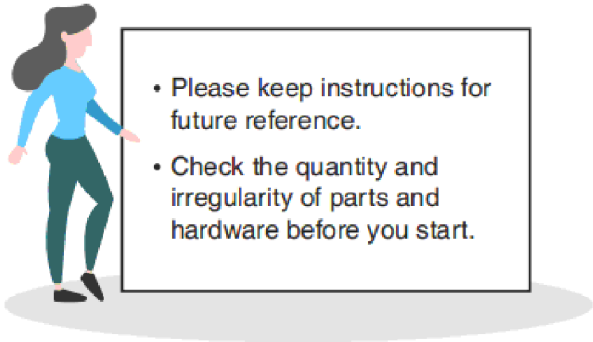 • Please keep instructions for
future reference.
• Check the quantity and
irregularity of parts and
hardware before you start.